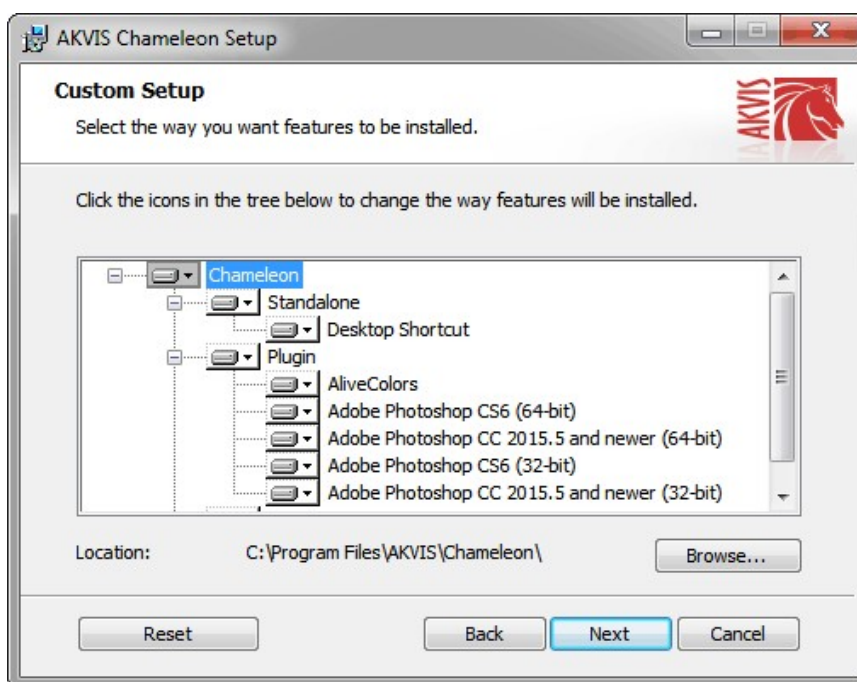 AKVIS Chameleon Setup
Custom Setup
Select the way you want features to be installed.
AKVIS
Click the icons in the tree below to change the way features will be installed.
Chameleon
Standalone
Desktop Shortcut
Plugin
AliveColors
Adobe Photoshop CS6 (64-bit)
Adobe Photoshop CC 2015.5 and newer (64-bit)
Adobe Photoshop CS6 (32-bit)
Adobe Photoshop CC 2015.5 and newer (32-bit)
Location: C:\Program Files\AKVIS\Chameleon\ Browse...
Reset Back Next Cancel